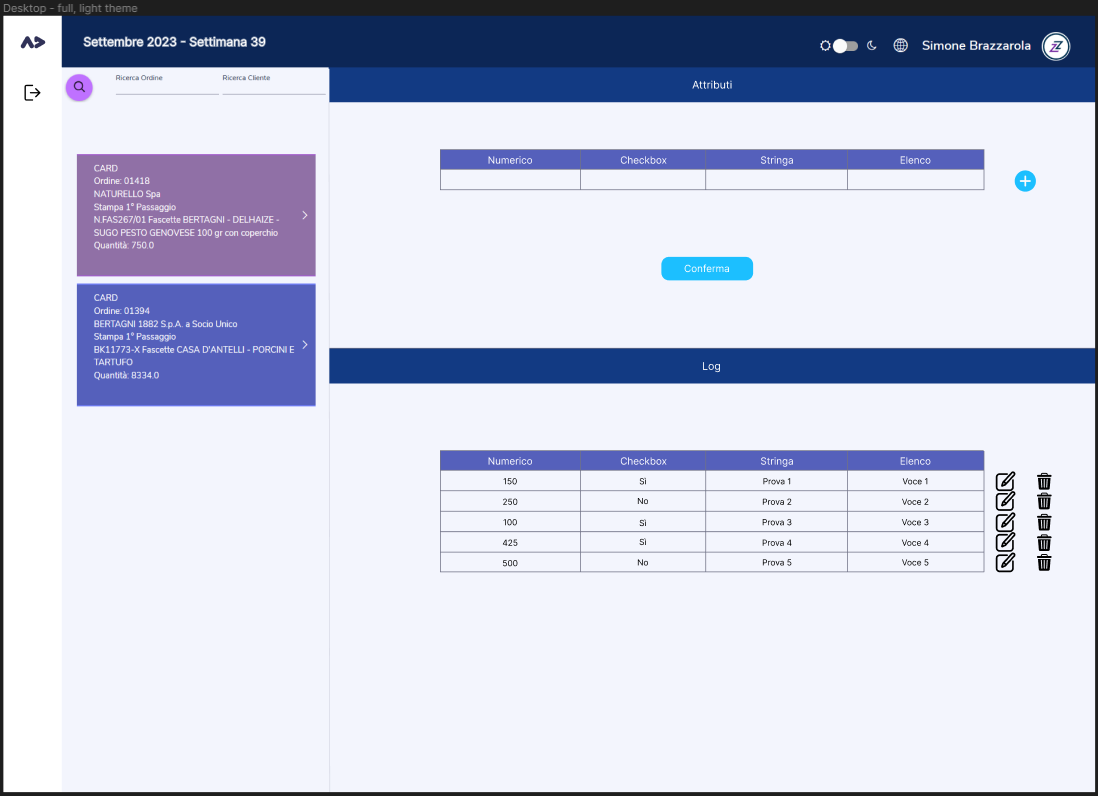 Desktop - full, light theme
Settembre 2023 - Settimana 39
Simone Brazzarola
Ricerca Ordine
Ricerca Cliente
CARD
Ordine: 01418
NATURELLO Spa
Stampa 1° Passaggio
N.FAS267/01 Fascette BERTAGNI - DELHAIZE -
SUGO PESTO GENOVESE 100 gr con coperchio
Quantità: 750.0
CARD
Ordine: 01394
BERTAGNI 1882 S.p.A. a Socio Unico
Stampa 1° Passaggio
BK11773-X Fascette CASA D'ANTELLI - PORCINI E
TARTUFO
Quantità: 8334.0
Attributi
Numerico Checkbox Stringa Elenco
Conferma
Log
Numerico Checkbox Stringa Elenco
150 Sì Prova 1 Voce 1
250 No Prova 2 Voce 2
100 Sì Prova 3 Voce 3
425 Sì Prova 4 Voce 4
500 No Prova 5 Voce 5